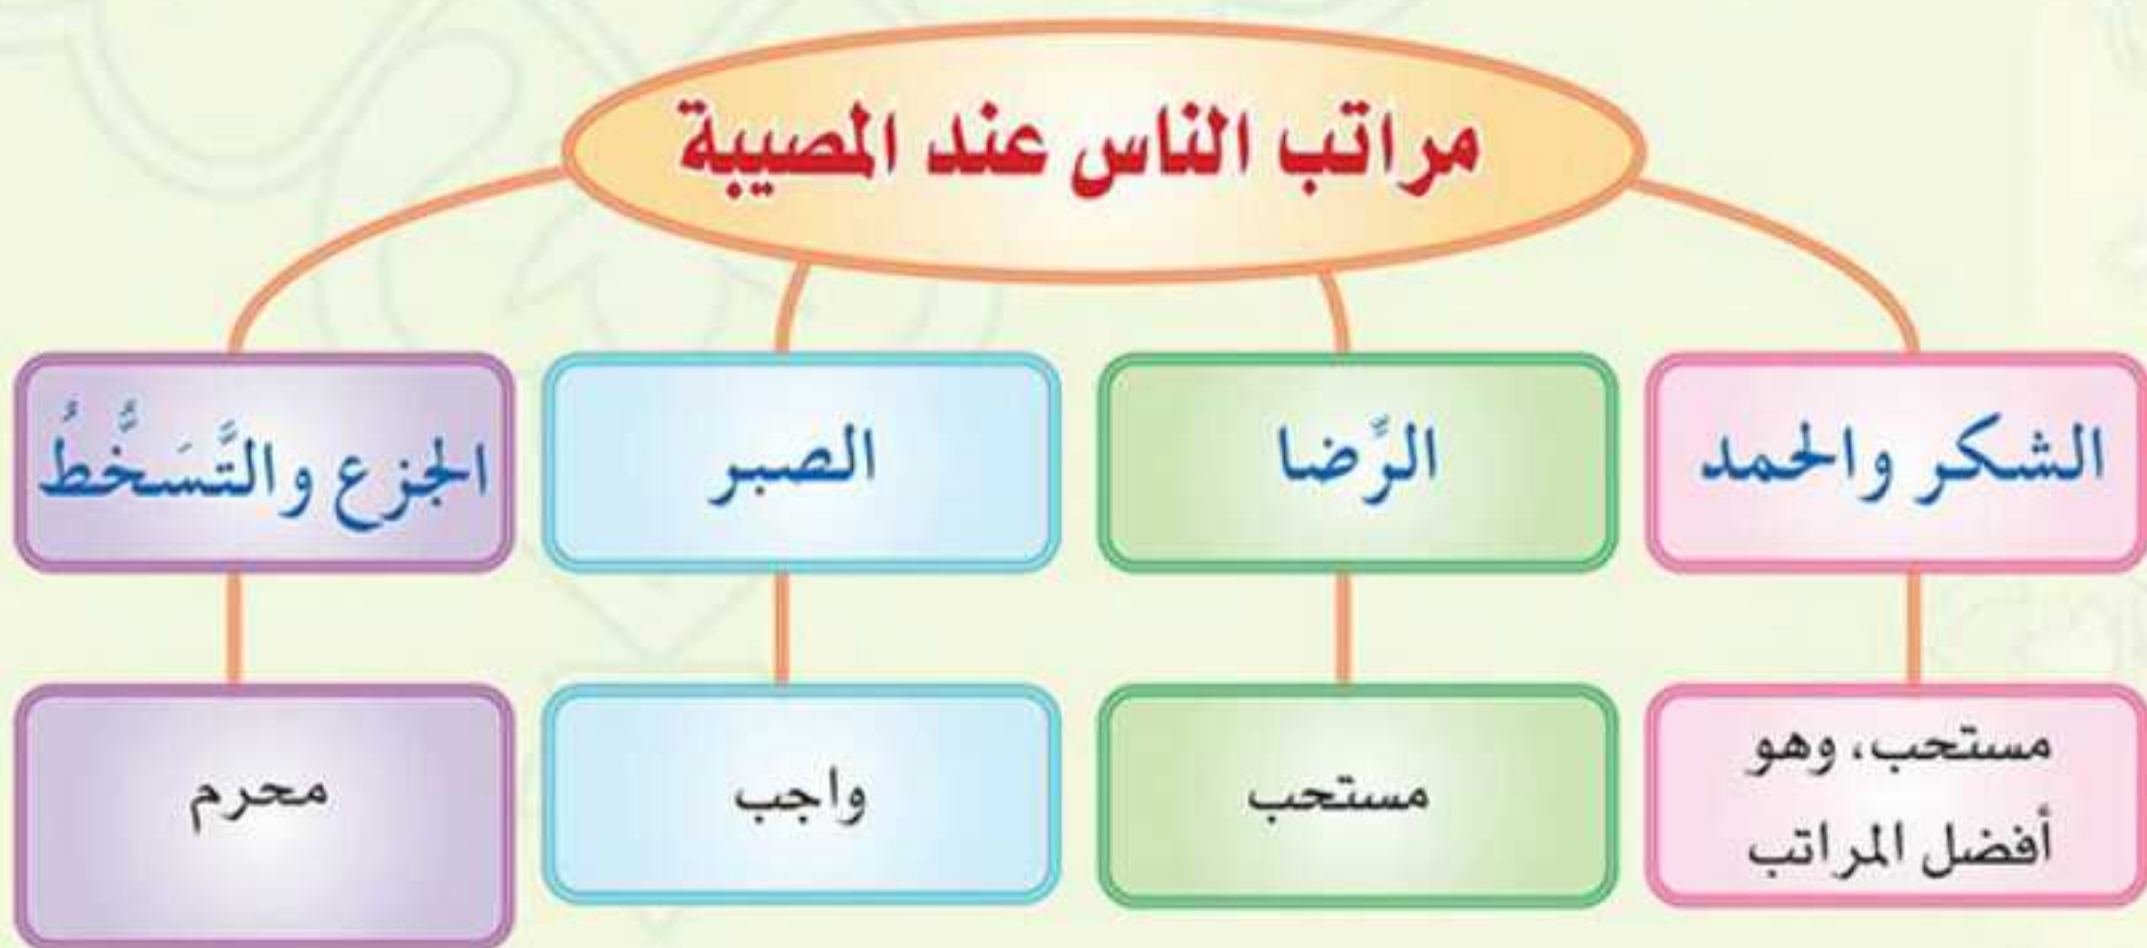 مراتب الناس عند المصيبة
الشكر والحمد
الرِّضا
الصبر
الجزع والتَّسَخُّطُ
مستحب، وهو
أفضل المراتب
مستحب
واجب
محرم